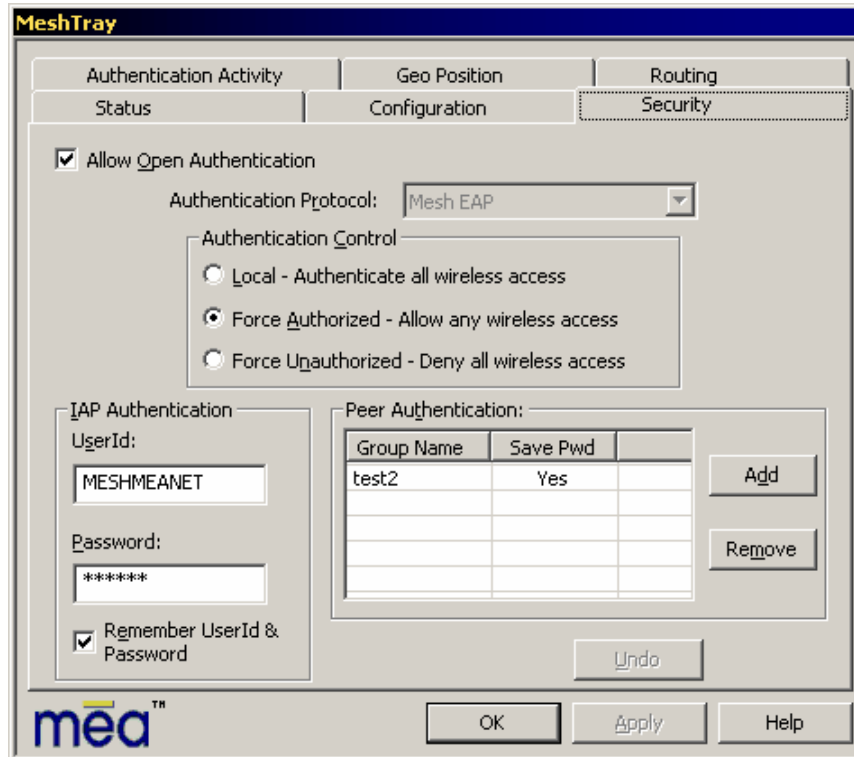 MeshTray
Authentication Activity Geo Position Routing
Status Configuration Security
Allow Open Authentication
Authentication Protocol: Mesh EAP
Authentication Control
Local - Authenticate all wireless access
Force Authorized - Allow any wireless access
Force Unauthorized - Deny all wireless access
IAP Authentication
UserId:
MESHMEANET
Password:
******
Remember UserId &
Password
Peer Authentication:
Group Name Save Pwd
test2 Yes
Add
Remove
Undo
mēa™
OK Apply Help